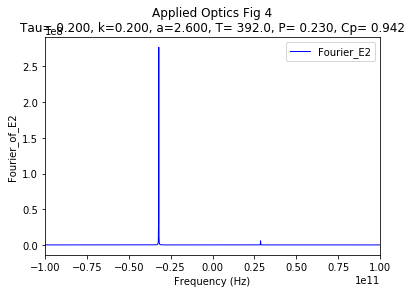 Applied Optics Fig 4
Tau= 0.200, k=0.200, a=2.600, T= 392.0, P= 0.230, Cp= 0.942
1e8
Fourier_E2
2.5
2.0
1.5
1.0
0.5
0.0
Fourier_of_E2
−1.00 −0.75 −0.50 −0.25 0.00 0.25 0.50 0.75 1.00
Frequency (Hz)
1e11